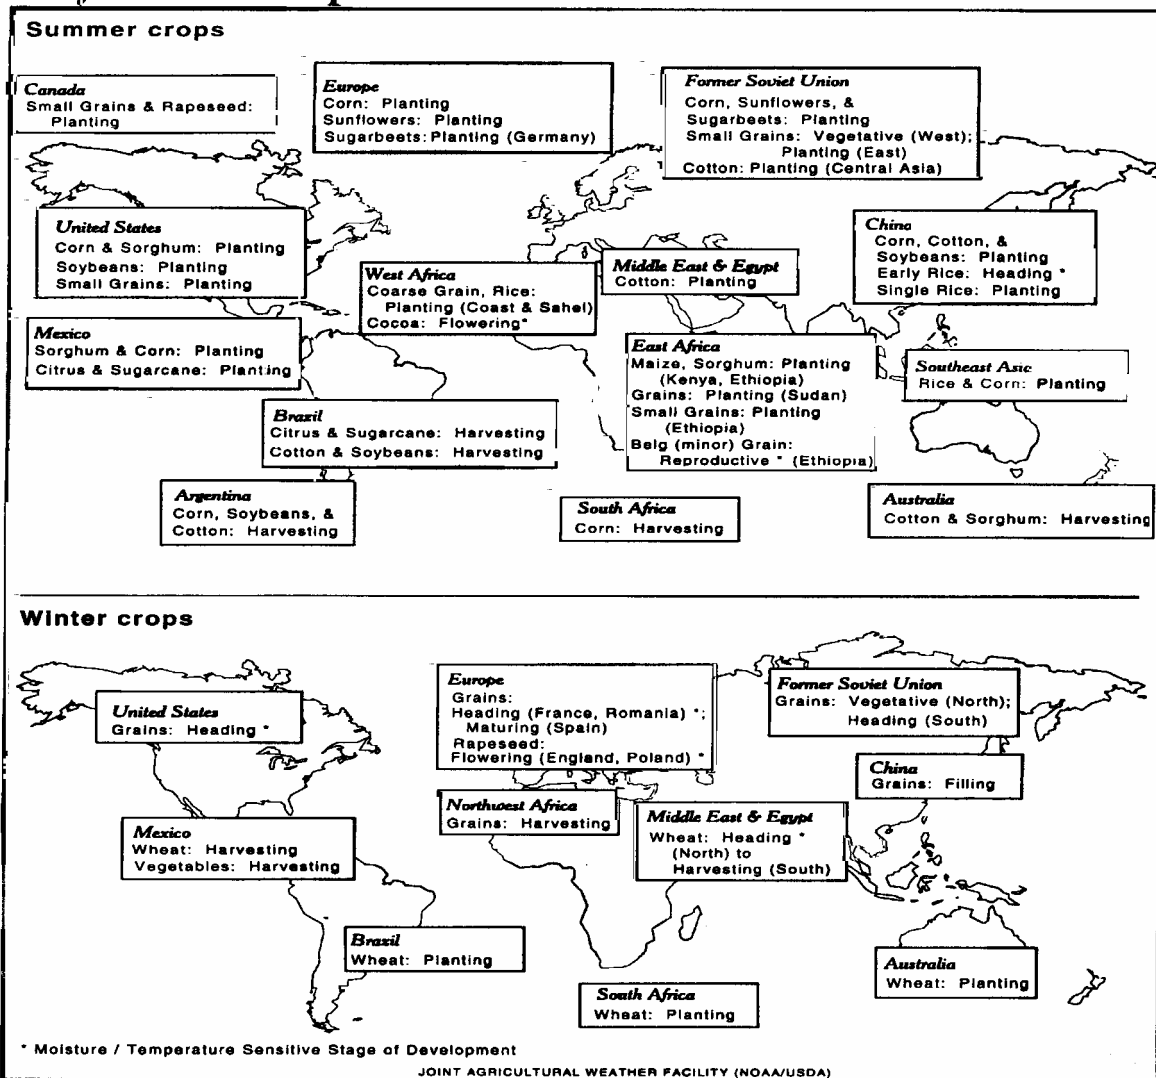 Summer crops
Canada
Small Grains & Rapeseed:
Planting
Europe
Corn: Planting
Sunflowers: Planting
Sugarbeets: Planting (Germany)
Former Soviet Union
Corn, Sunflowers, &
Sugarbeets: Planting
Small Grains: Vegetative (West);
Planting (East)
Cotton: Planting (Central Asia)
United States
Corn & Sorghum: Planting
Soybeans: Planting
Small Grains: Planting
West Africa
Coarse Grain, Rice:
Planting (Coast & Sahel)
Cocoa: Flowering*
Middle East & Egypt
Cotton: Planting
China
Corn, Cotton, &
Soybeans: Planting
Early Rice: Heading *
Single Rice: Planting
Mexico
Sorghum & Corn: Planting
Citrus & Sugarcane: Planting
East Africa
Maize, Sorghum: Planting
(Kenya, Ethiopia)
Grains: Planting (Sudan)
Small Grains: Planting
(Ethiopia)
Belg (minor) Grain:
Reproductive * (Ethiopia)
Southeast Asia
Rice & Corn: Planting
Brazil
Citrus & Sugarcane: Harvesting
Cotton & Soybeans: Harvesting
Argentina
Corn, Soybeans, &
Cotton: Harvesting
South Africa
Corn: Harvesting
Australia
Cotton & Sorghum: Harvesting
Winter crops
United States
Grains: Heading *
Europe
Grains:
Heading (France, Romania) *;
Maturing (Spain)
Rapeseed:
Flowering (England, Poland) *
Former Soviet Union
Grains: Vegetative (North);
Heading (South)
China
Grains: Filling
Northwest Africa
Grains: Harvesting
Middle East & Egypt
Wheat: Heading *
(North) to
Harvesting (South)
Mexico
Wheat: Harvesting
Vegetables: Harvesting
Brazil
Wheat: Planting
Australia
Wheat: Planting
South Africa
Wheat: Planting
* Moisture / Temperature Sensitive Stage of Development
JOINT AGRICULTURAL WEATHER FACILITY (NOAA/USDA)